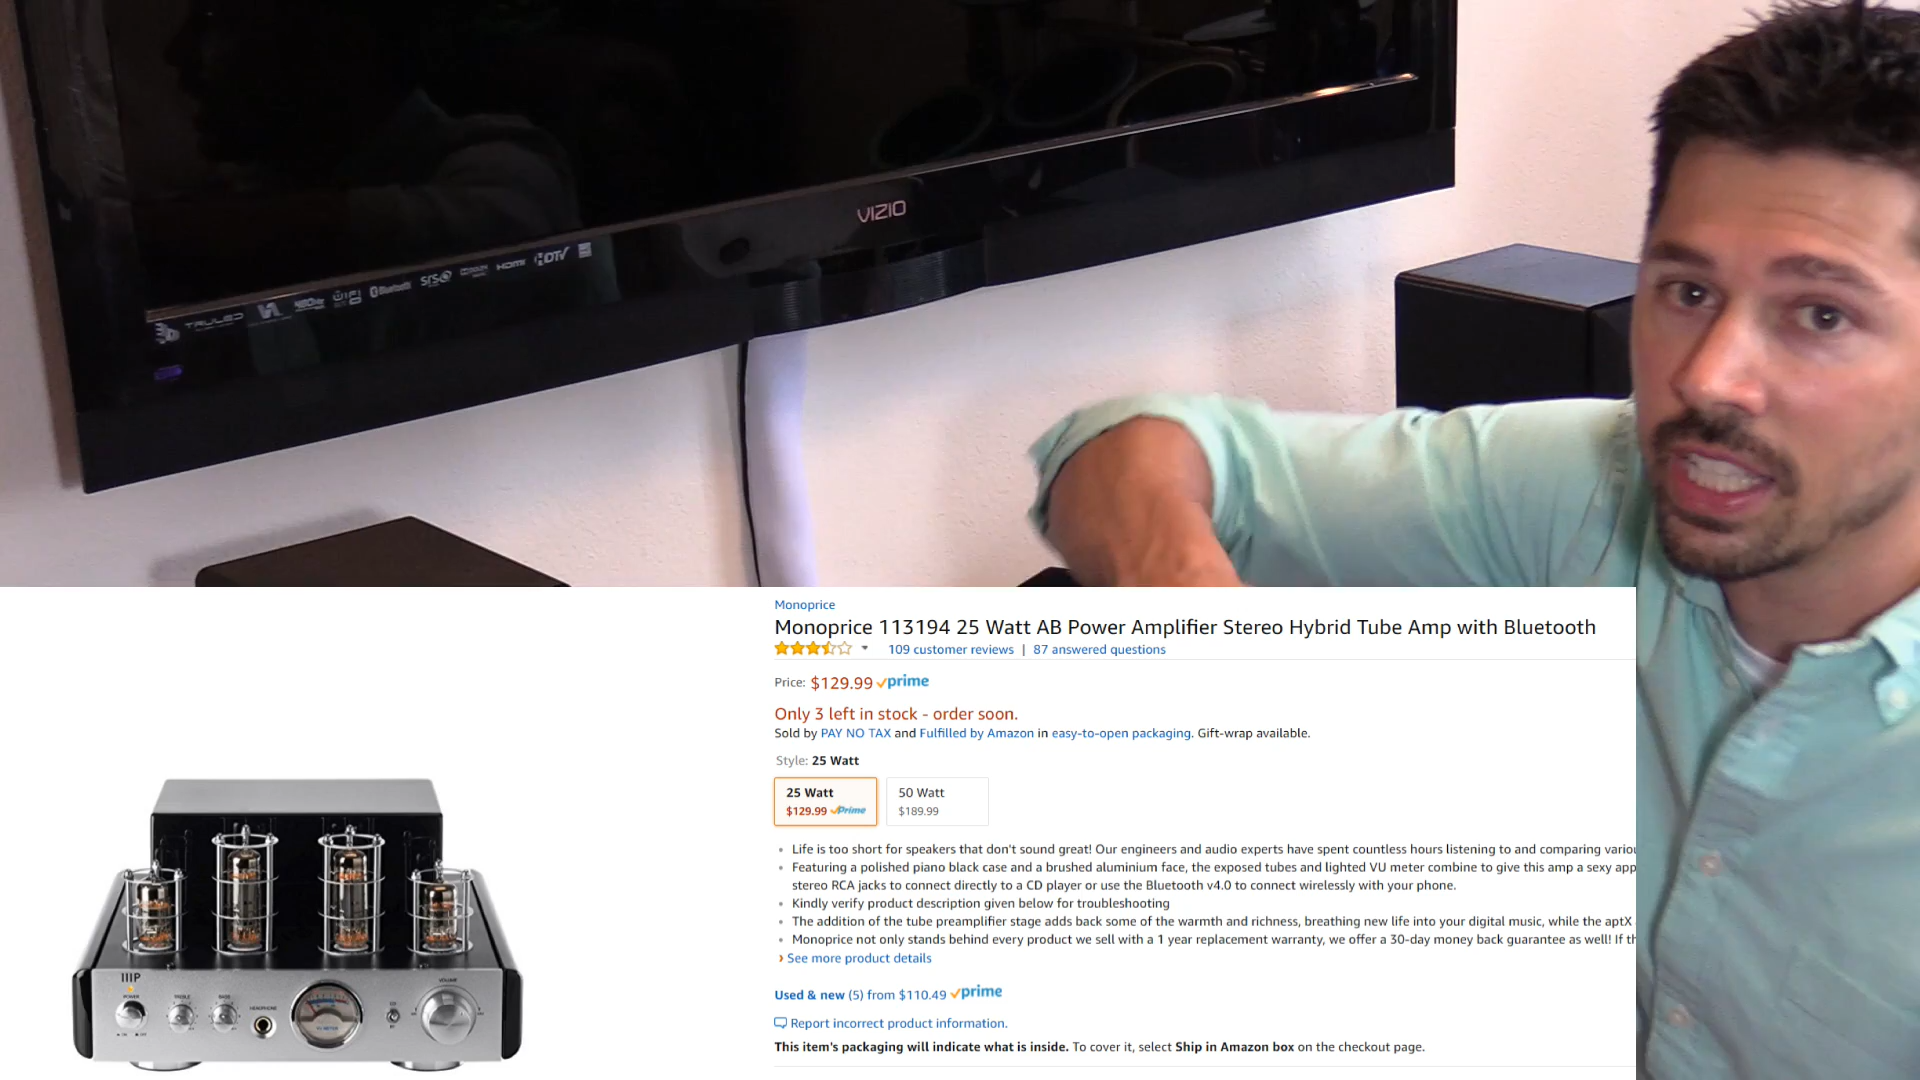 VIZIO
TRULED
480Hz
WiFi
Bluetooth
SRS
HDMI
HDTV
Monoprice
Monoprice 113194 25 Watt AB Power Amplifier Stereo Hybrid Tube Amp with Bluetooth
109 customer reviews | 87 answered questions
Price: $129.99 prime
Only 3 left in stock - order soon.
Sold by PAY NO TAX and Fulfilled by Amazon in easy-to-open packaging. Gift-wrap available.
Style: 25 Watt
25 Watt 50 Watt
$129.99 Prime $189.99
Life is too short for speakers that don't sound great! Our engineers and audio experts have spent countless hours listening to and comparing
Featuring a polished piano black case and a brushed aluminium face, the exposed tubes and lighted VU meter combine to give this amp a sexy
stereo RCA jacks to connect directly to a CD player or use the Bluetooth v4.0 to connect wirelessly with your phone.
Kindly verify product description given below for troubleshooting
The addition of the tube preamplifier stage adds back some of the warmth and richness, breathing new life into your digital music, while the aptX
Monoprice not only stands behind every product we sell with a 1 year replacement warranty, we offer a 30-day money back guarantee as well! If
› See more product details
Used & new (5) from $110.49 prime
Report incorrect product information.
This item's packaging will indicate what is inside. To cover it, select Ship in Amazon box on the checkout page.
POWER
TREBLE
BASS
HEADPHONE
VOLUME